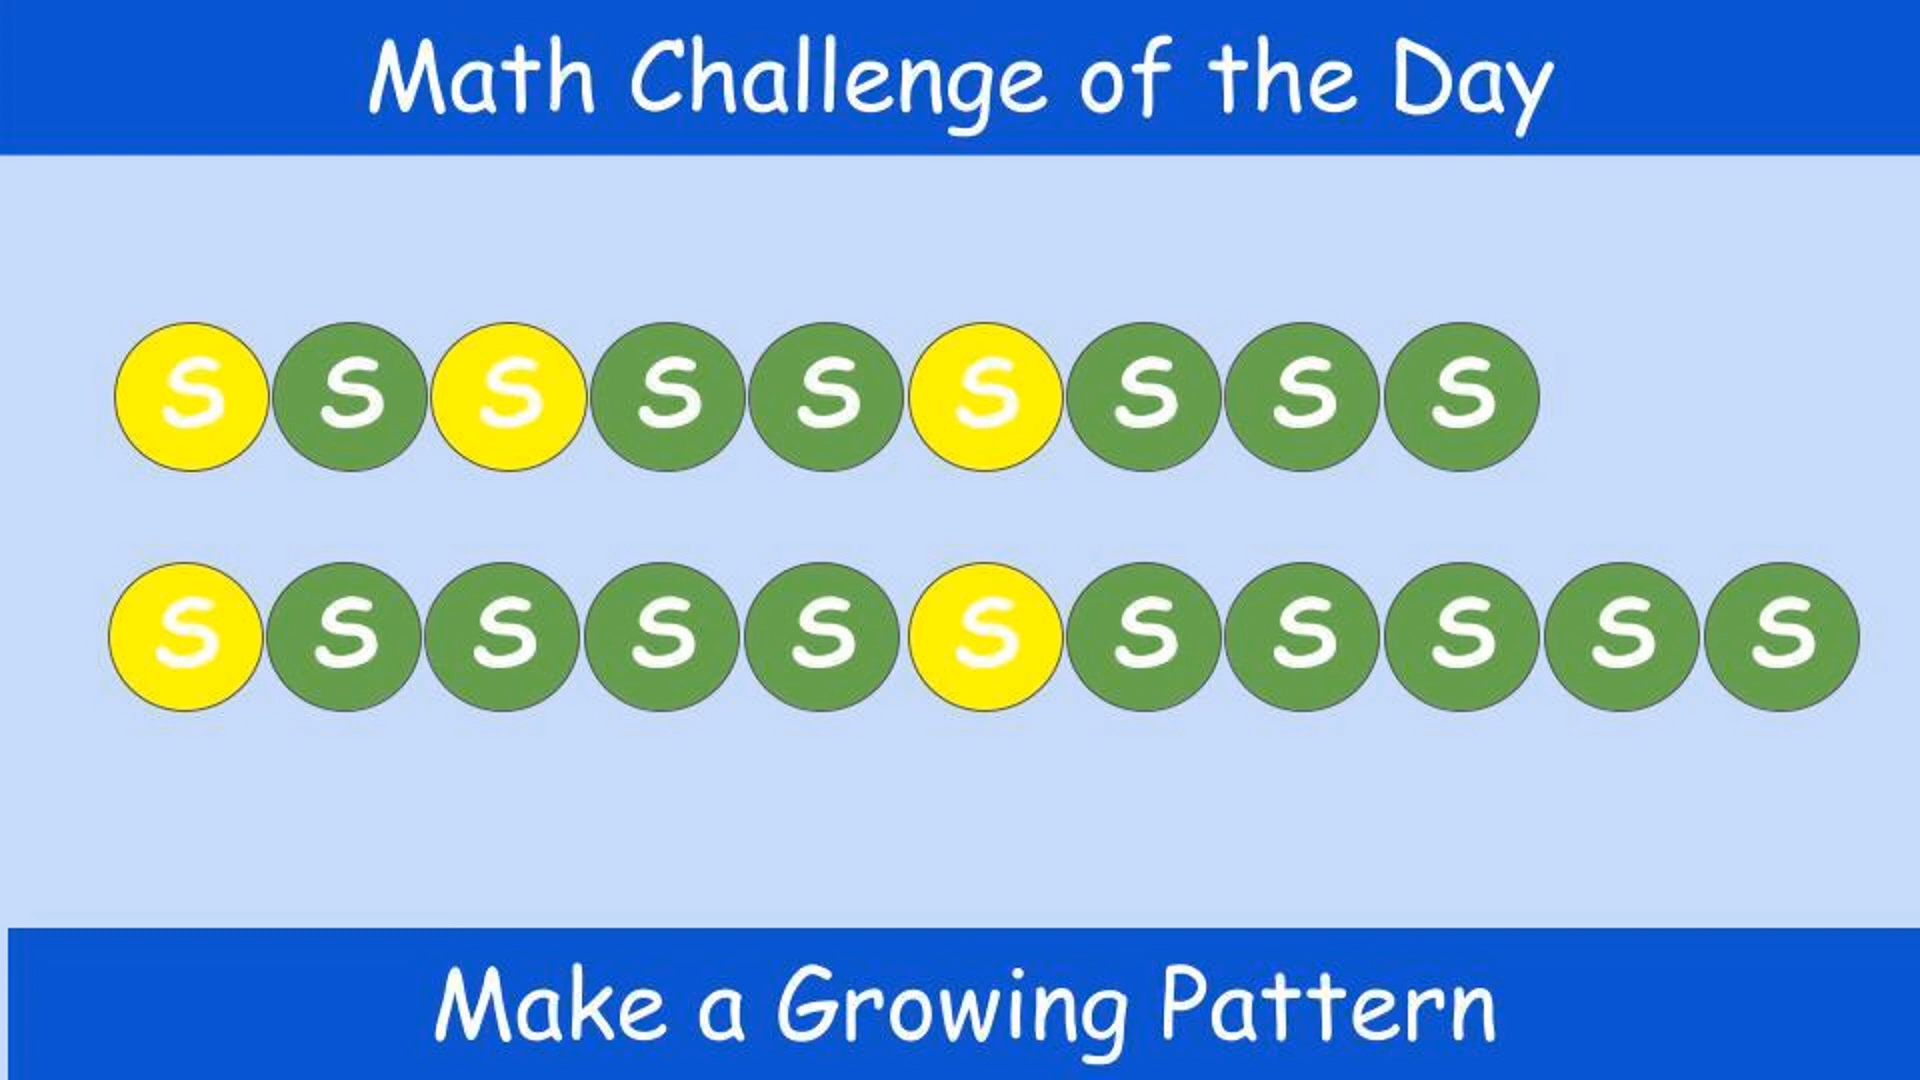 Math Challenge of the Day
S S S S S S S S S
S S S S S S S S S S S
Make a Growing Pattern